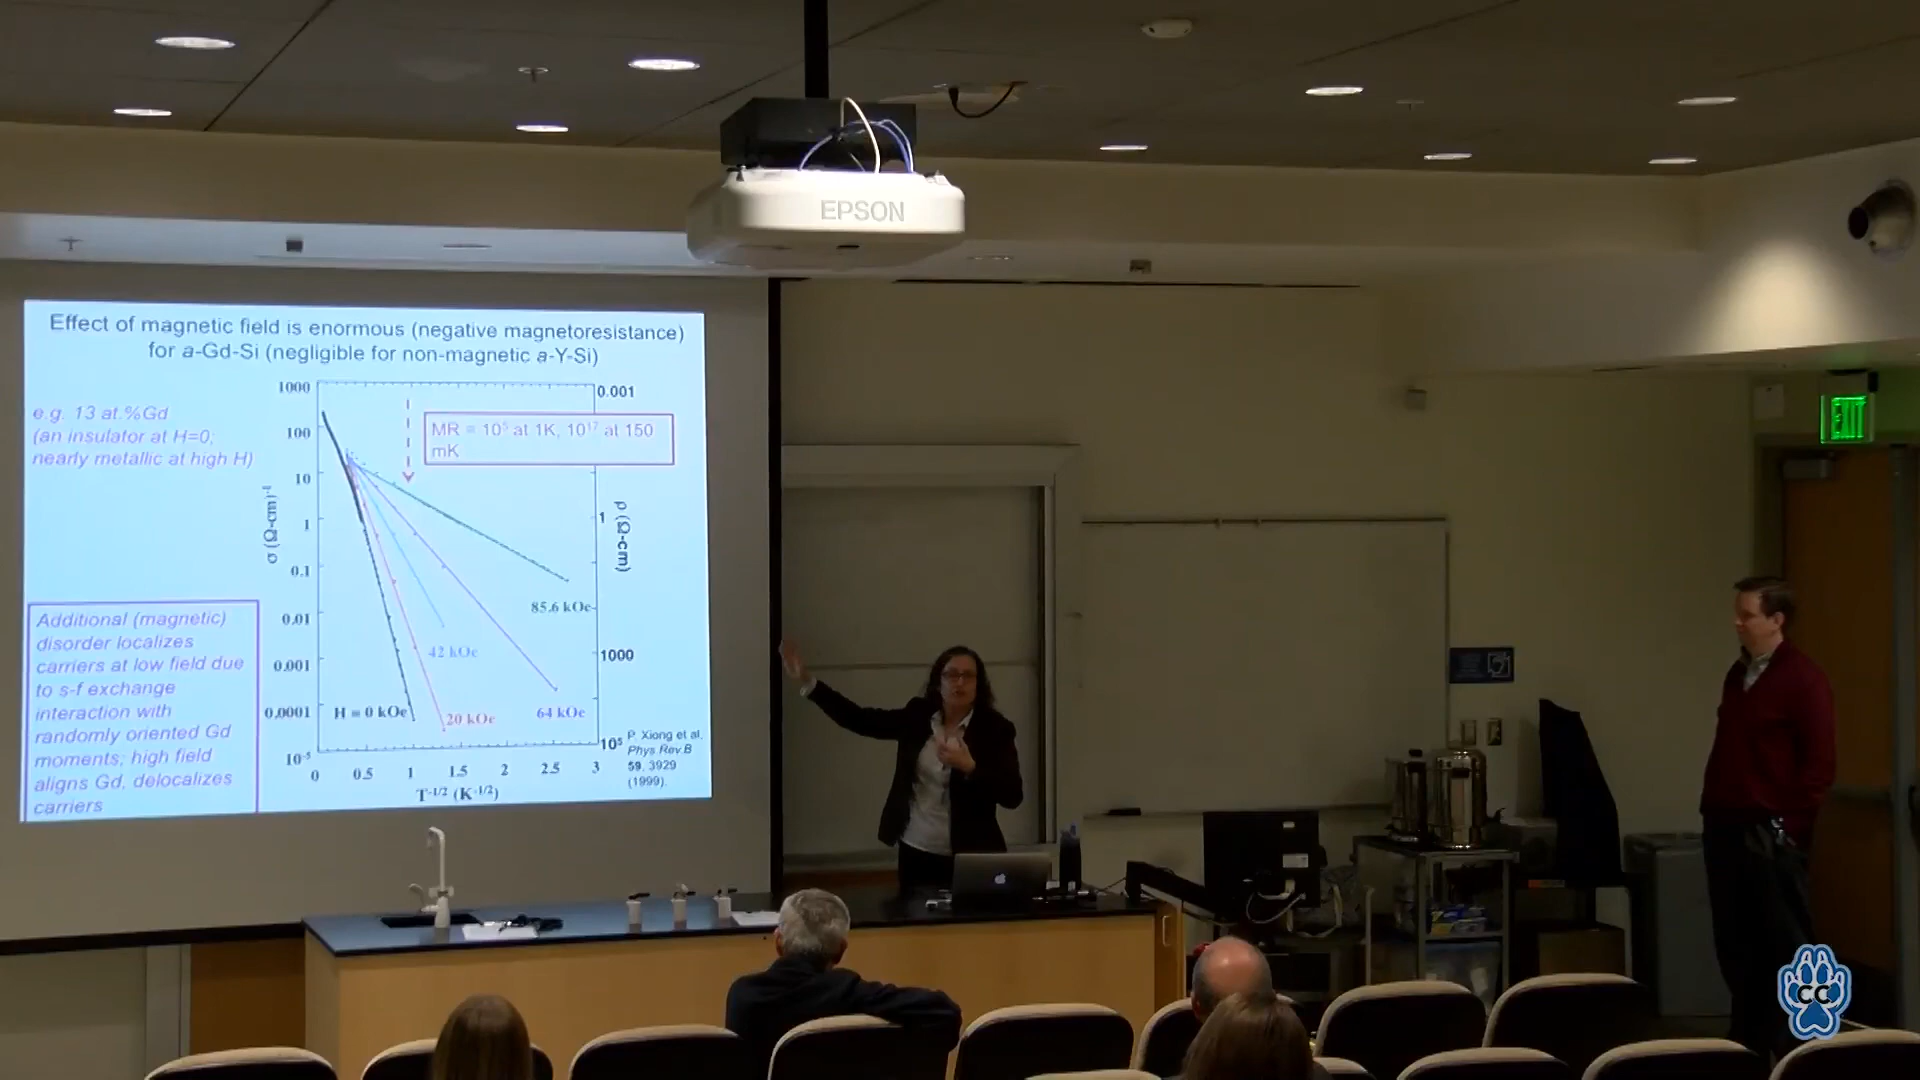 EPSON
Effect of magnetic field is enormous (negative magnetoresistance)
for a-Gd-Si (negligible for non-magnetic a-Y-Si)
e.g. 13 at.%Gd
(an insulator at H=0;
nearly metallic at high H)
Additional (magnetic)
disorder localizes
carriers at low field due
to s-f exchange
interaction with
randomly oriented Gd
moments; high field
aligns Gd, delocalizes
carriers
σ (Ω-cm)⁻¹
1000
100
10
1
0.1
0.01
0.001
0.0001
10⁻⁵
MR = 10⁵ at 1K, 10¹⁷ at 150
mK
85.6 kOe
42 kOe
H = 0 kOe
20 kOe
64 kOe
0.001
1
1000
10⁵
ρ (Ω-cm)
0 0.5 1 1.5 2 2.5 3
T⁻¹/² (K⁻¹/²)
P. Xiong et al,
Phys Rev.B
59, 3929
(1999).
EXIT
CC